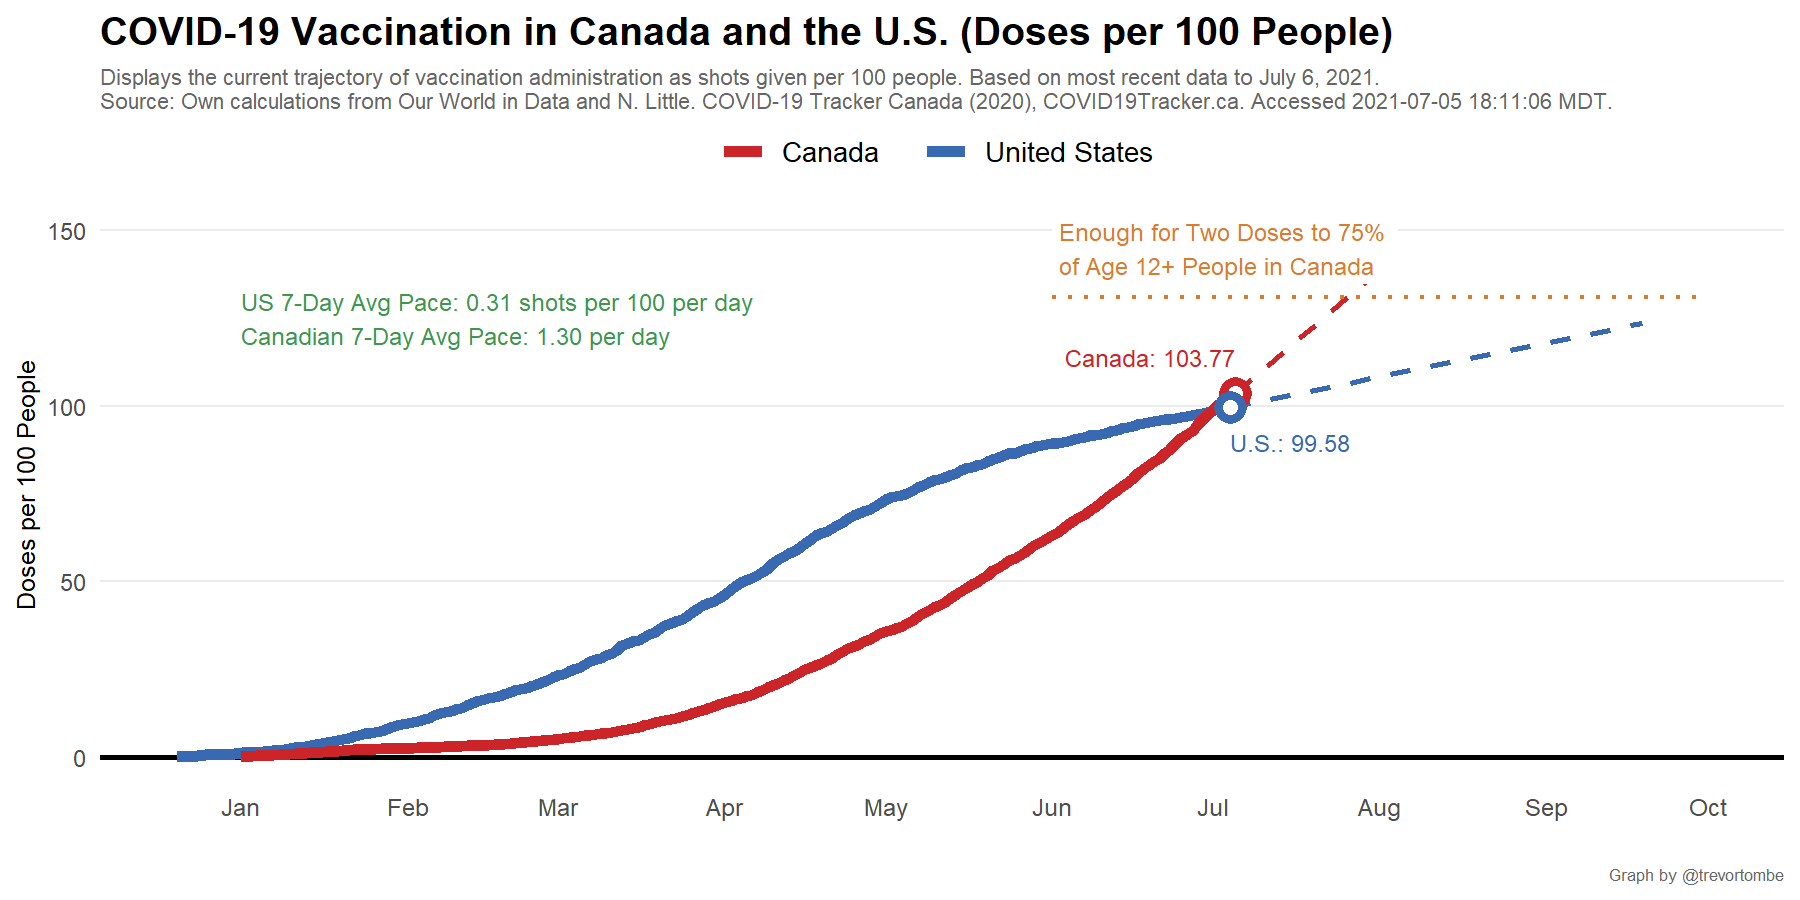 COVID-19 Vaccination in Canada and the U.S. (Doses per 100 People)
Displays the current trajectory of vaccination administration as shots given per 100 people. Based on most recent data to July 6, 2021.
Source: Own calculations from Our World in Data and N. Little. COVID-19 Tracker Canada (2020), COVID19Tracker.ca. Accessed 2021-07-05 18:11:06 MDT.
Canada
United States
Doses per 100 People
150
100
50
0
Enough for Two Doses to 75%
of Age 12+ People in Canada
US 7-Day Avg Pace: 0.31 shots per 100 per day
Canadian 7-Day Avg Pace: 1.30 per day
Canada: 103.77
U.S.: 99.58
Jan
Feb
Mar
Apr
May
Jun
Jul
Aug
Sep
Oct
Graph by @trevortombe